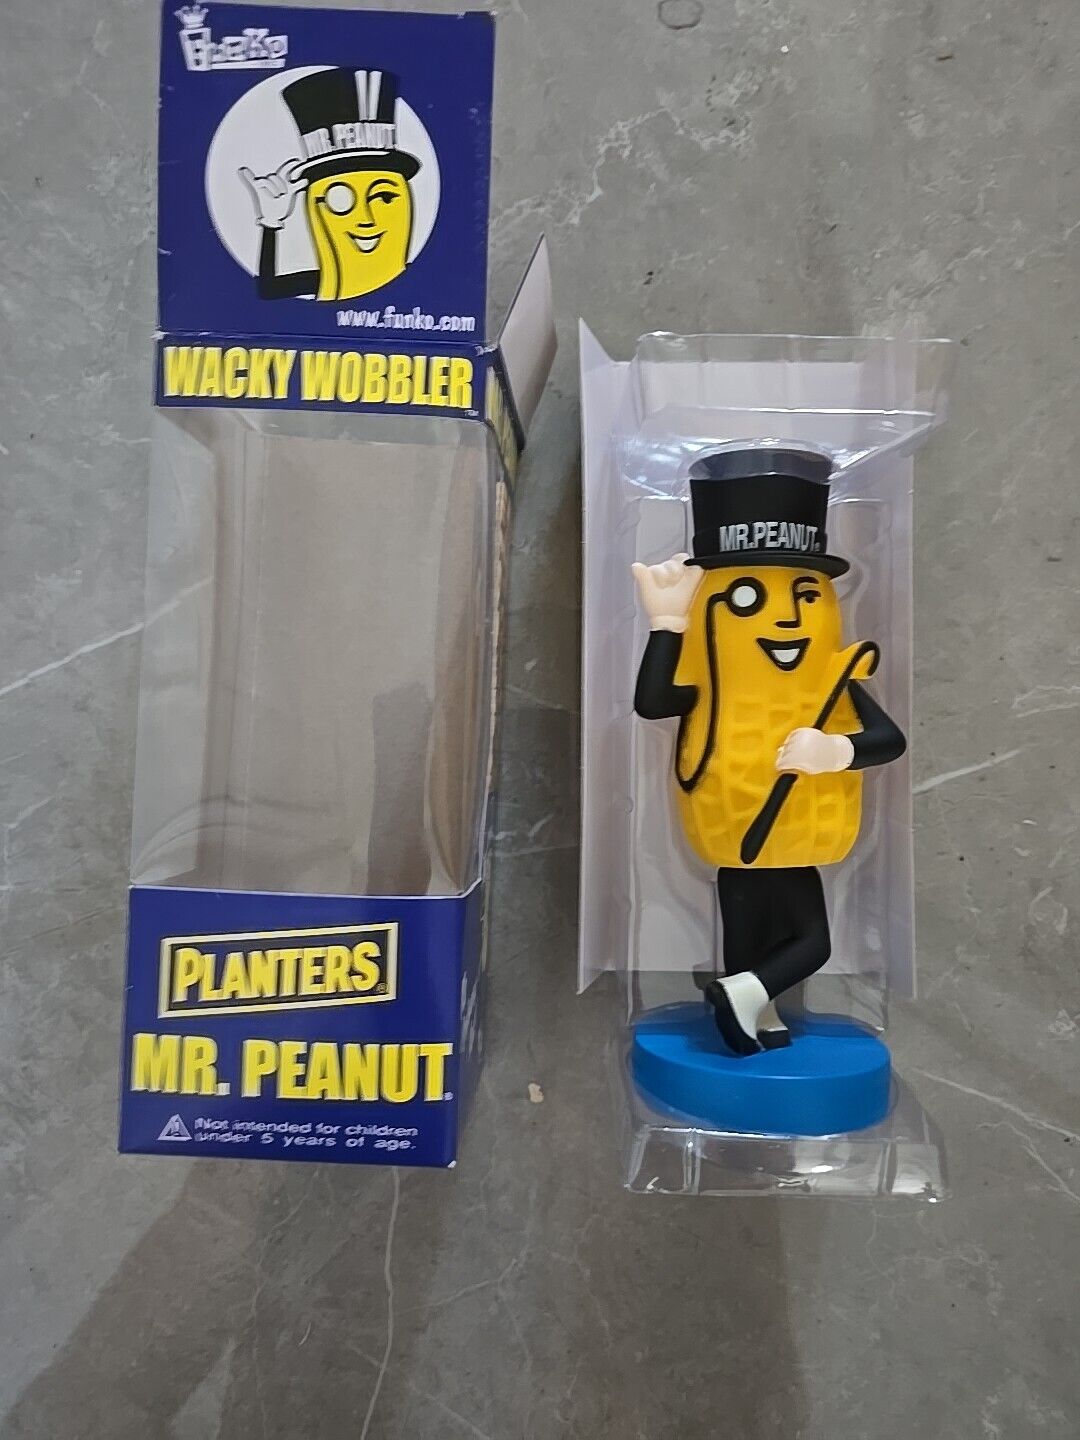 Funko
INC
MR. PEANUT
www.funko.com
WACKY WOBBLER
PLANTERS®
MR. PEANUT®
Not intended for children
under 5 years of age.
MR. PEANUT®